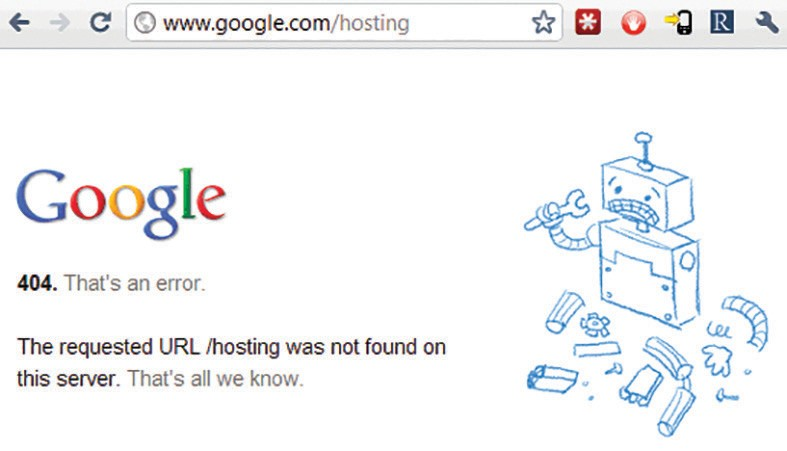 www.google.com/hosting
R
Google
404. That's an error.
The requested URL /hosting was not found on
this server. That's all we know.